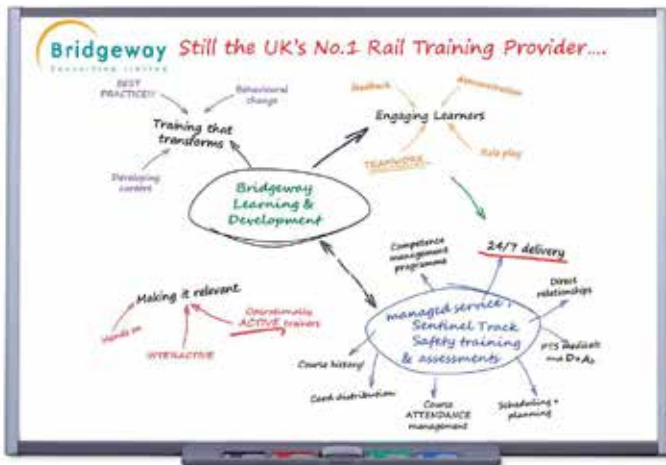 Bridgeway
Consulting Limited
Still the UK's No.1 Rail Training Provider....
BEST
PRACTICE!!!
Behavioural
change
Training that
transforms
Developing
careers
feedback
demonstration
Engaging Learners
TEAMWORK
Role play
Bridgeway
Learning &
Development
24/7 delivery
Competence
management
programme
Direct
relationships
managed service:
Sentinel Track
Safety training
& assessments
PTS medicals
Making it relevant
Hands on
INTERACTIVE
Operationally
ACTIVE trainers
Course history
Card distribution
Course
ATTENDANCE
management
Scheduling +
planning